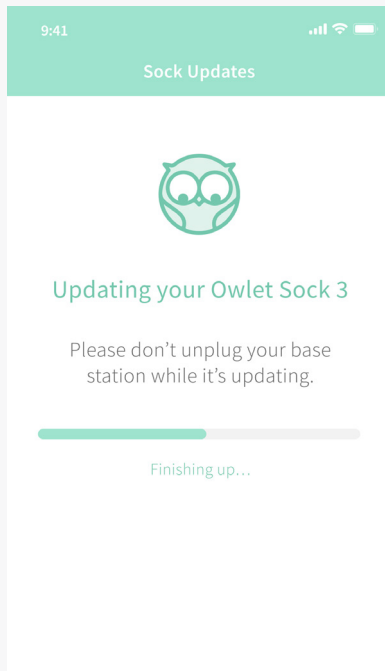 9:41
Sock Updates
Updating your Owlet Sock 3
Please don’t unplug your base
station while it’s updating.
Finishing up…